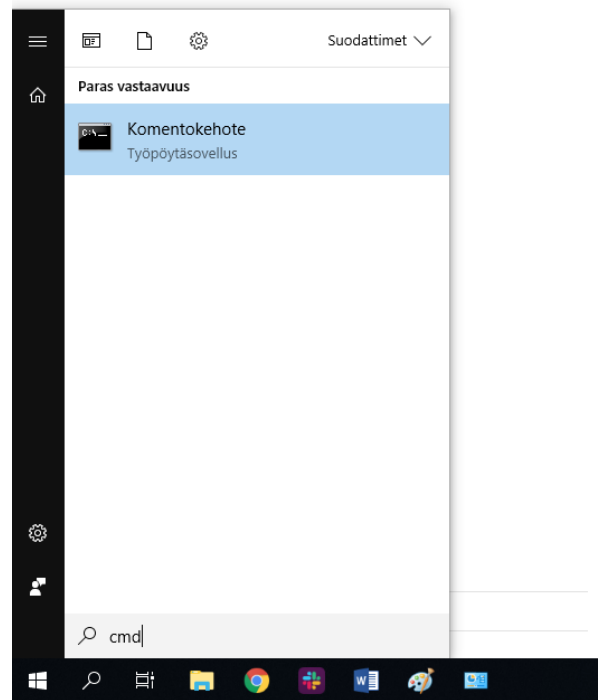 Suodattimet
Paras vastaavuus
C:\_
Komentokehote
Työpöytäsovellus
cmd
W